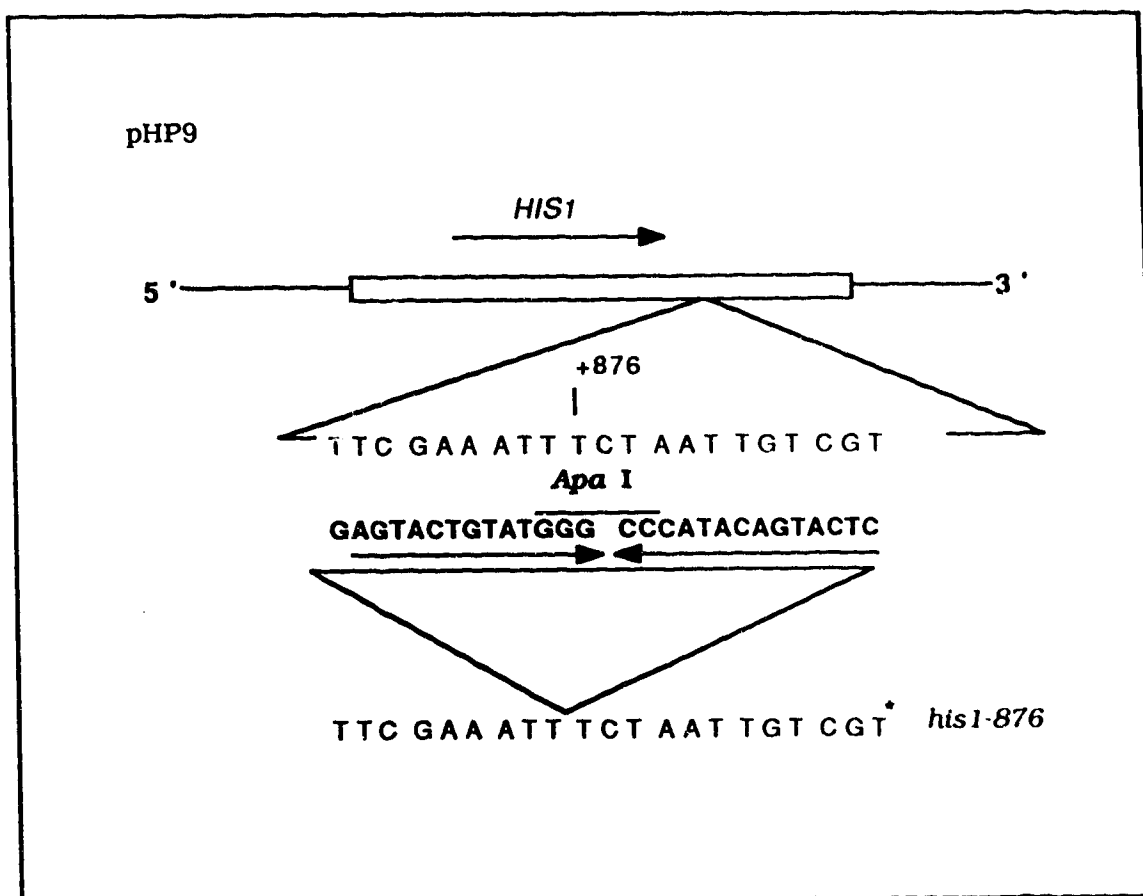 pHP9
HIS1
5' 3'
+876
TTC GAA ATT TCT AAT TGT CGT
Apa I
GAGTACTGTATGGG CCCATACAGTACTC
TTC GAA ATT TCT AAT TGT CGT* his1-876